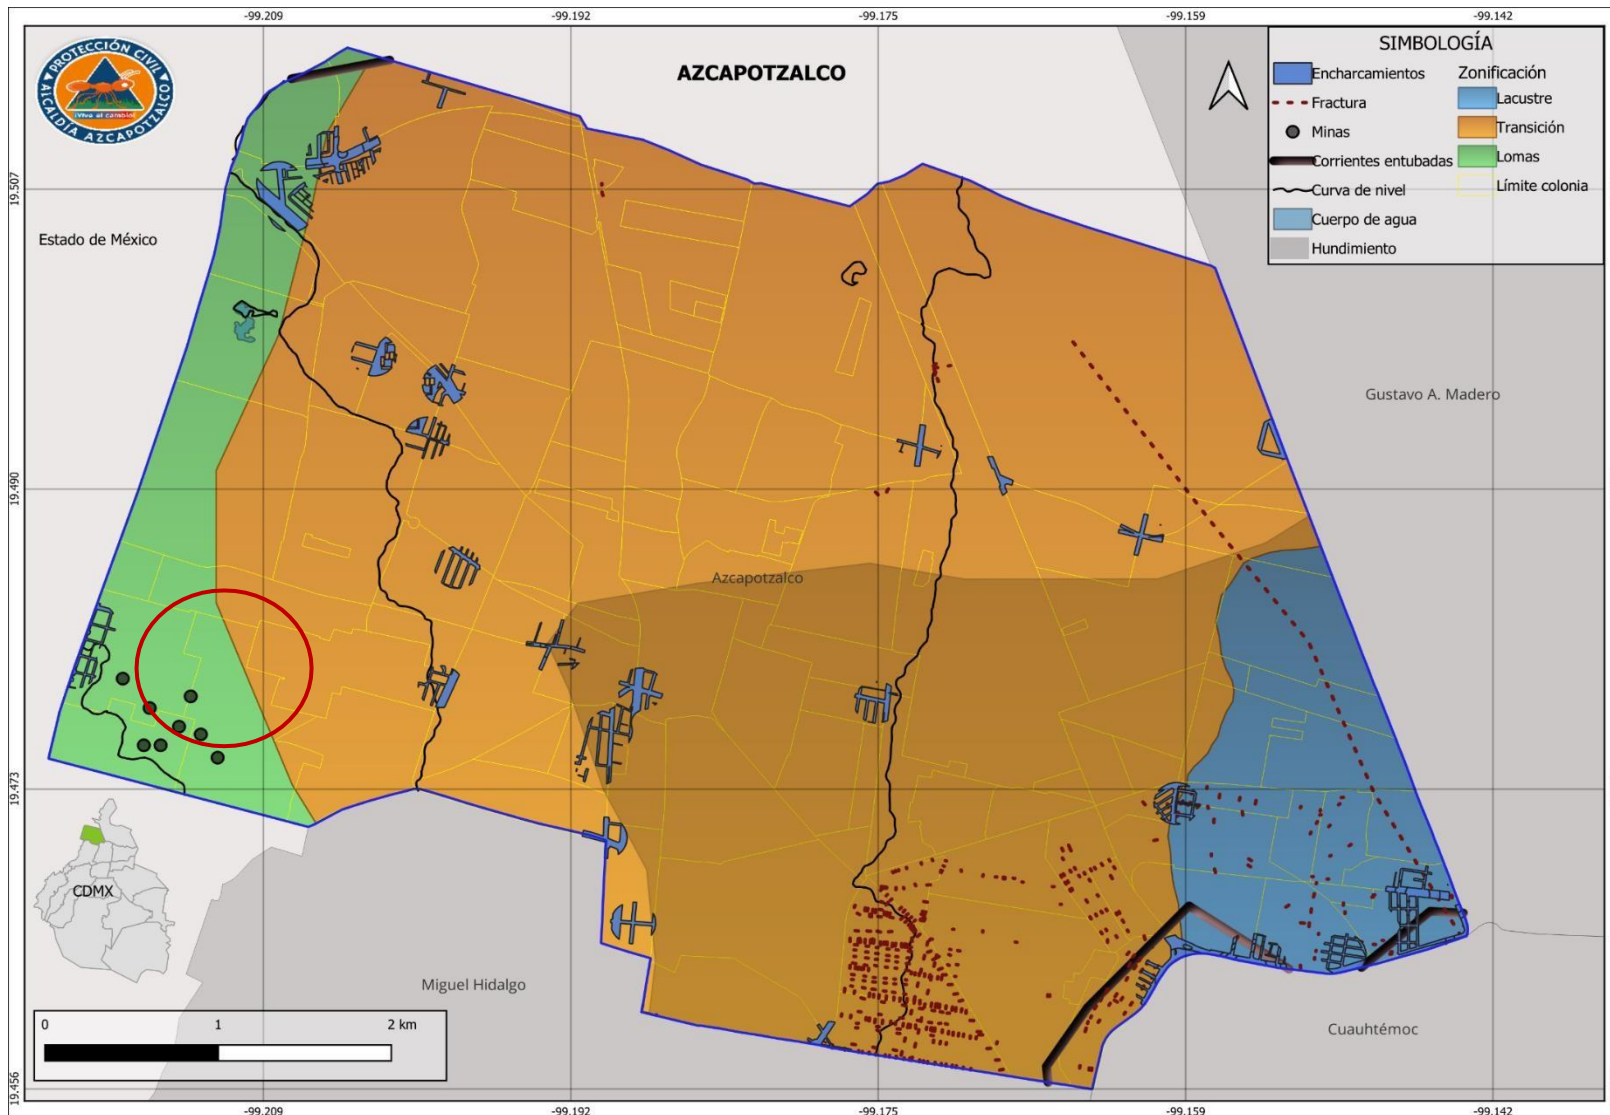 -99.209
-99.192
-99.175
-99.159
-99.142
PROTECCIÓN CIVIL
¡Viva el cambio!
ALCALDÍA AZCAPOTZALCO
AZCAPOTZALCO
SIMBOLOGÍA
Encharcamientos
Fractura
Minas
Corrientes entubadas
Curva de nivel
Cuerpo de agua
Hundimiento
Zonificación
Lacustre
Transición
Lomas
Límite colonia
19.507
19.490
19.473
19.456
Estado de México
Gustavo A. Madero
Azcapotzalco
CDMX
Miguel Hidalgo
Cuauhtémoc
0 1 2 km
-99.209
-99.192
-99.175
-99.159
-99.142